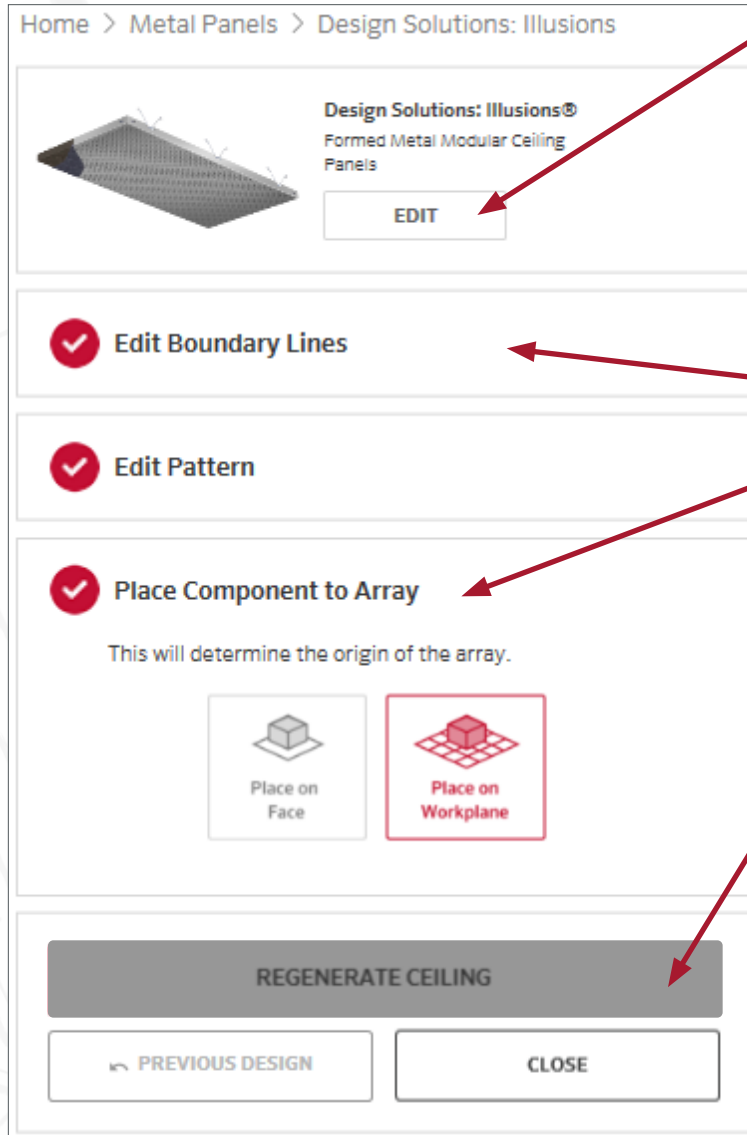 Home > Metal Panels > Design Solutions: Illusions
Design Solutions: Illusions®
Formed Metal Modular Ceiling
Panels
EDIT
Edit Boundary Lines
Edit Pattern
Place Component to Array
This will determine the origin of the array.
Place on
Face
Place on
Workplane
REGENERATE CEILING
PREVIOUS DESIGN
CLOSE